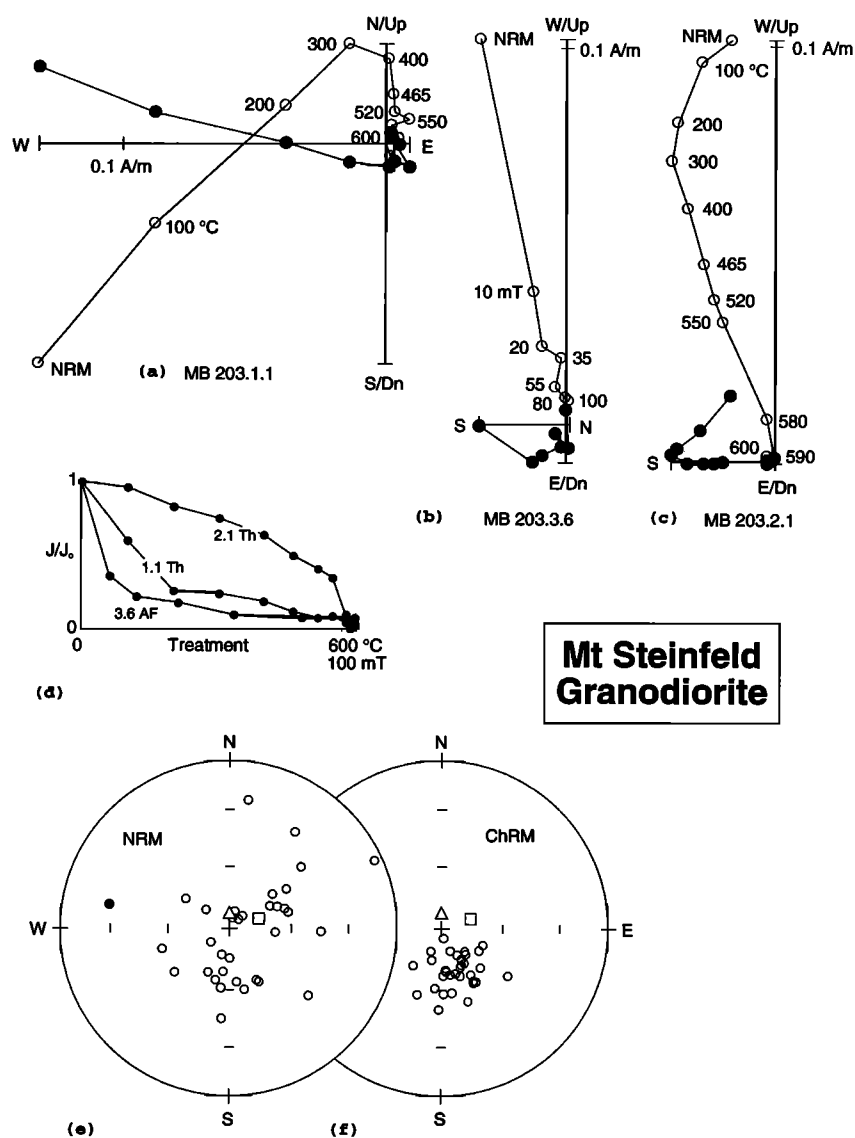 N/Up
300
400
465
200
520
550
600
W
E
0.1 A/m
100 °C
NRM
S/Dn
(a) MB 203.1.1
W/Up
NRM
0.1 A/m
10 mT
20
35
55
80
100
S
N
E/Dn
(b) MB 203.3.6
W/Up
NRM
0.1 A/m
100 °C
200
300
400
465
520
550
580
600
590
S
E/Dn
(c) MB 203.2.1
1
J/J₀
2.1 Th
1.1 Th
3.6 AF
0
0
Treatment
600 °C
100 mT
(d)
Mt Steinfeld
Granodiorite
N
NRM
W
S
(e)
N
ChRM
E
S
(f)